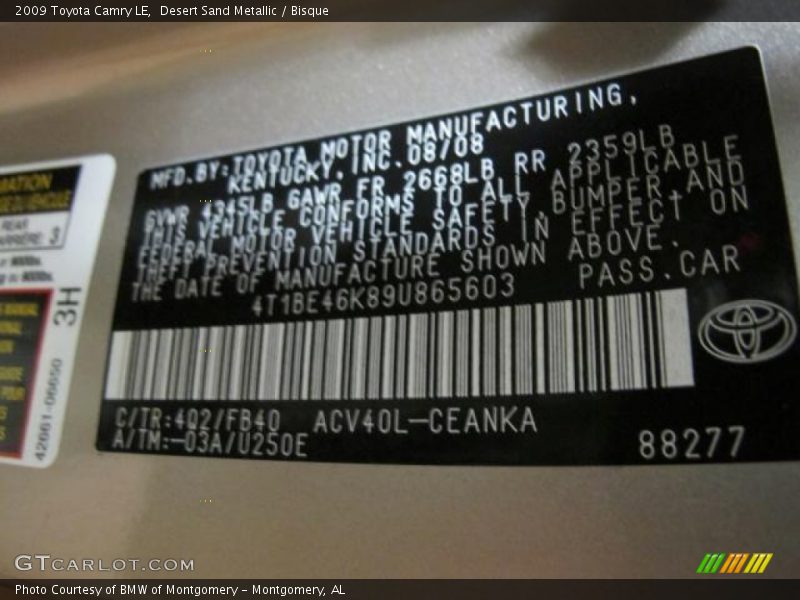 2009 Toyota Camry LE, Desert Sand Metallic / Bisque
MFD.BY:TOYOTA MOTOR MANUFACTURING,
KENTUCKY, INC.08/08
GVWR 4345LB GAWR FR 2668LB RR 2359LB
THIS VEHICLE CONFORMS TO ALL APPLICABLE
FEDERAL MOTOR VEHICLE SAFETY,BUMPER,AND
THEFT PREVENTION STANDARDS IN EFFECT ON
THE DATE OF MANUFACTURE SHOWN ABOVE.
4T1BE46K89U865603 PASS.CAR
C/TR:4Q2/FB40 ACV40L-CEANKA
A/TM:-03A/U250E
88277
REAR
3
3H
42661-06650
GTCARLOT.COM
Photo Courtesy of BMW of Montgomery - Montgomery, AL